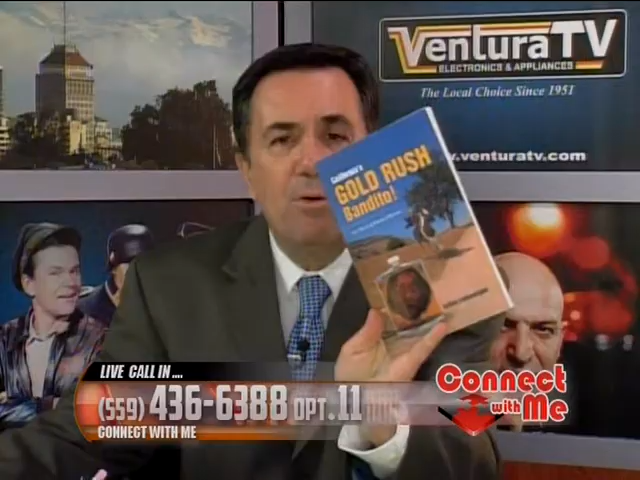 VenturaTV
ELECTRONICS & APPLIANCES
The Local Choice Since 1951
.venturatv.com
California's
GOLD RUSH
Bandito!
LIVE CALL IN ....
(559) 436-6388 OPT.11
CONNECT WITH ME
Connect
with Me